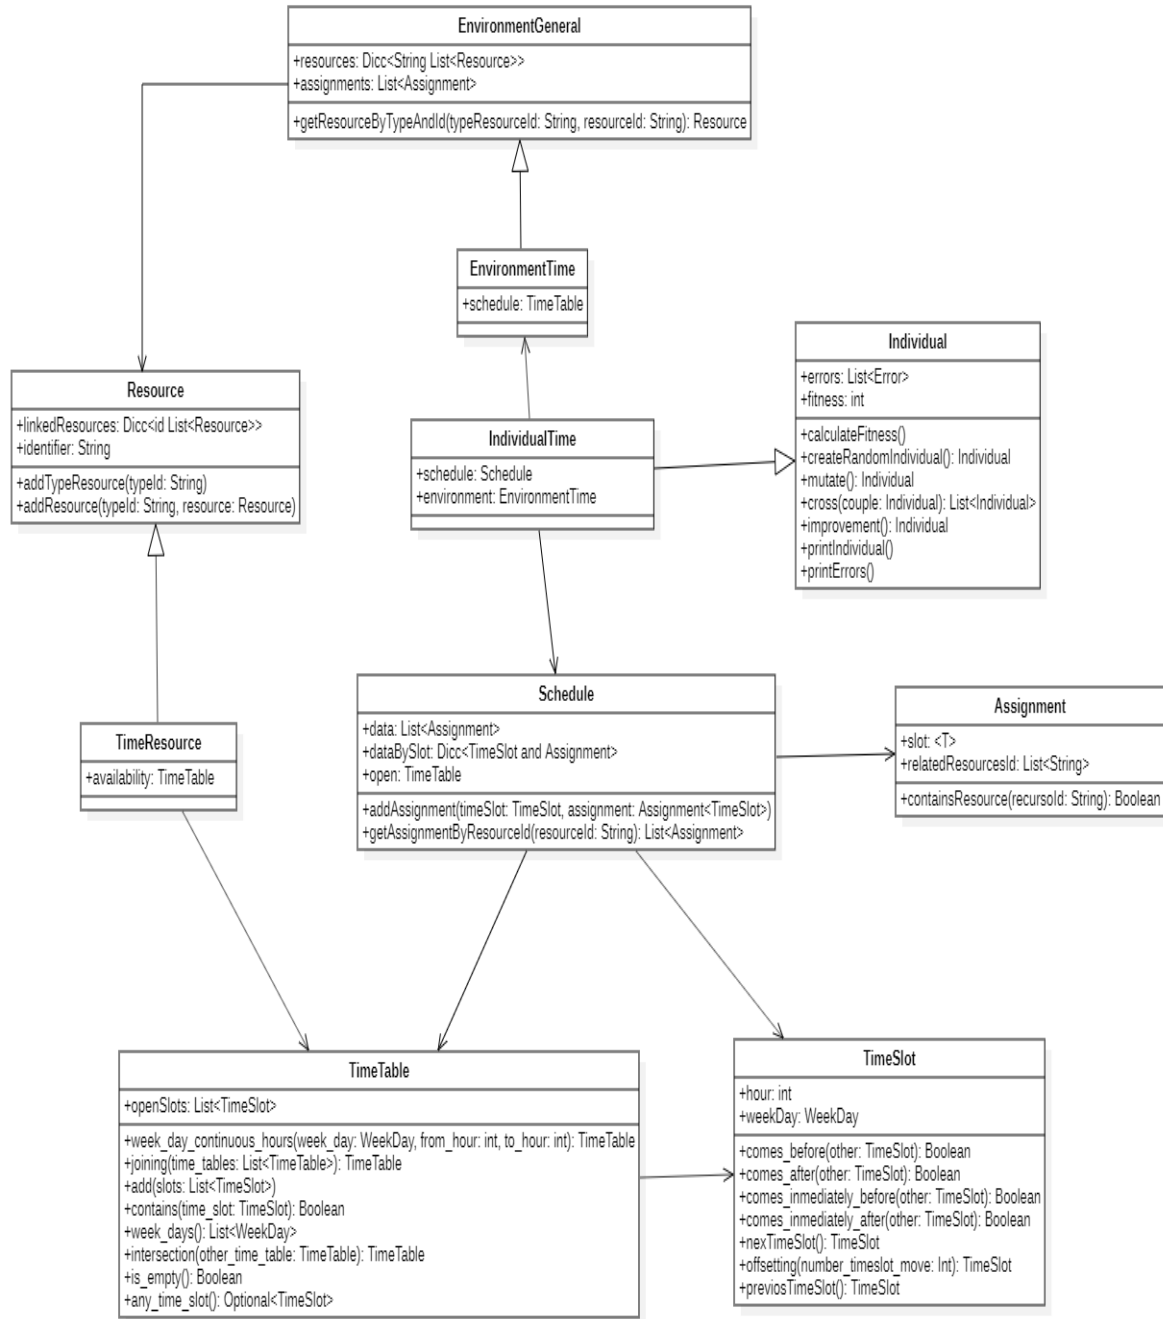 EnvironmentGeneral
+resources: Dicc<String List<Resource>>
+assignments: List<Assignment>
+getResourceByTypeAndId(typeResourceId: String, resourceId: String): Resource
EnvironmentTime
+schedule: TimeTable
Individual
+errors: List<Error>
+fitness: int
+calculateFitness()
+createRandomIndividual(): Individual
+mutate(): Individual
+cross(couple: Individual): List<Individual>
+improvement(): Individual
+printIndividual()
+printErrors()
Resource
+linkedResources: Dicc<id List<Resource>>
+identifier: String
+addTypeResource(typeId: String)
+addResource(typeId: String, resource: Resource)
IndividualTime
+schedule: Schedule
+environment: EnvironmentTime
Schedule
+data: List<Assignment>
+dataBySlot: Dicc<TimeSlot and Assignment>
+open: TimeTable
+addAssignment(timeSlot: TimeSlot, assignment: Assignment<TimeSlot>)
+getAssignmentByResourceId(resourceId: String): List<Assignment>
Assignment
+slot: <T>
+relatedResourcesId: List<String>
+containsResource(recursoId: String): Boolean
TimeResource
+availability: TimeTable
TimeTable
+openSlots: List<TimeSlot>
+week_day_continuous_hours(week_day: WeekDay, from_hour: int, to_hour: int): TimeTable
+joining(time_tables: List<TimeTable>): TimeTable
+add(slots: List<TimeSlot>)
+contains(time_slot: TimeSlot): Boolean
+week_days(): List<WeekDay>
+intersection(other_time_table: TimeTable): TimeTable
+is_empty(): Boolean
+any_time_slot(): Optional<TimeSlot>
TimeSlot
+hour: int
+weekDay: WeekDay
+comes_before(other: TimeSlot): Boolean
+comes_after(other: TimeSlot): Boolean
+comes_inmediately_before(other: TimeSlot): Boolean
+comes_inmediately_after(other: TimeSlot): Boolean
+nexTimeSlot(): TimeSlot
+offsetting(number_timeslot_move: Int): TimeSlot
+previosTimeSlot(): TimeSlot